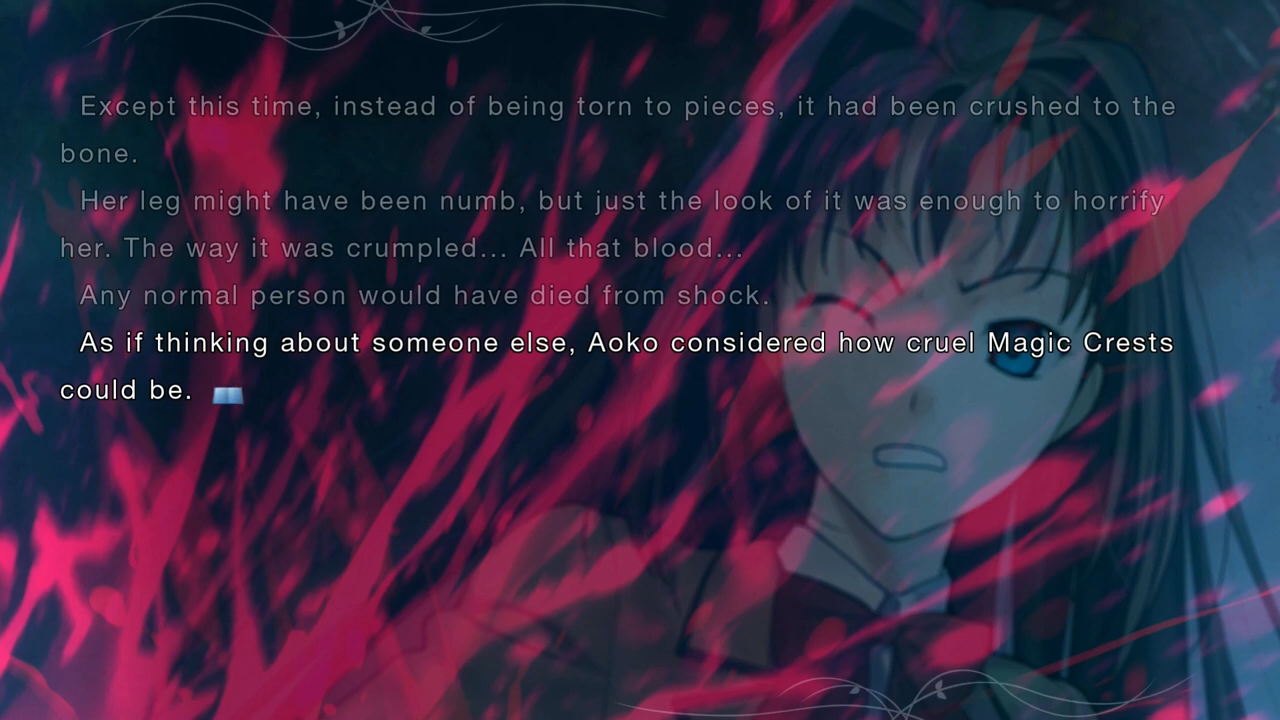 Except this time, instead of being torn to pieces, it had been crushed to the
bone.
Her leg might have been numb, but just the look of it was enough to horrify
her. The way it was crumpled... All that blood...
Any normal person would have died from shock.
As if thinking about someone else, Aoko considered how cruel Magic Crests
could be.